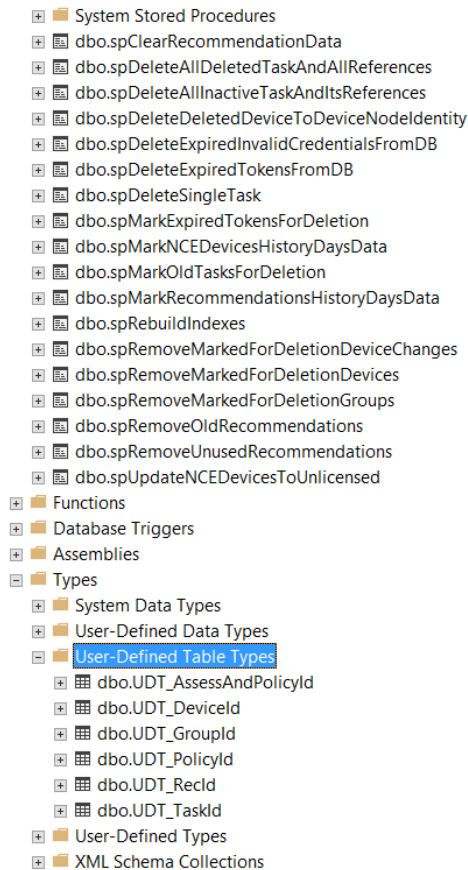 System Stored Procedures
dbo.spClearRecommendationData
dbo.spDeleteAllDeletedTaskAndAllReferences
dbo.spDeleteAllInactiveTaskAndItsReferences
dbo.spDeleteDeletedDeviceToDeviceNodeIdentity
dbo.spDeleteExpiredInvalidCredentialsFromDB
dbo.spDeleteExpiredTokensFromDB
dbo.spDeleteSingleTask
dbo.spMarkExpiredTokensForDeletion
dbo.spMarkNCEDevicesHistoryDaysData
dbo.spMarkOldTasksForDeletion
dbo.spMarkRecommendationsHistoryDaysData
dbo.spRebuildIndexes
dbo.spRemoveMarkedForDeletionDeviceChanges
dbo.spRemoveMarkedForDeletionDevices
dbo.spRemoveMarkedForDeletionGroups
dbo.spRemoveOldRecommendations
dbo.spRemoveUnusedRecommendations
dbo.spUpdateNCEDevicesToUnlicensed
Functions
Database Triggers
Assemblies
Types
System Data Types
User-Defined Data Types
User-Defined Table Types
dbo.UDT_AssessAndPolicyId
dbo.UDT_DeviceId
dbo.UDT_GroupId
dbo.UDT_PolicyId
dbo.UDT_RecId
dbo.UDT_TaskId
User-Defined Types
XML Schema Collections